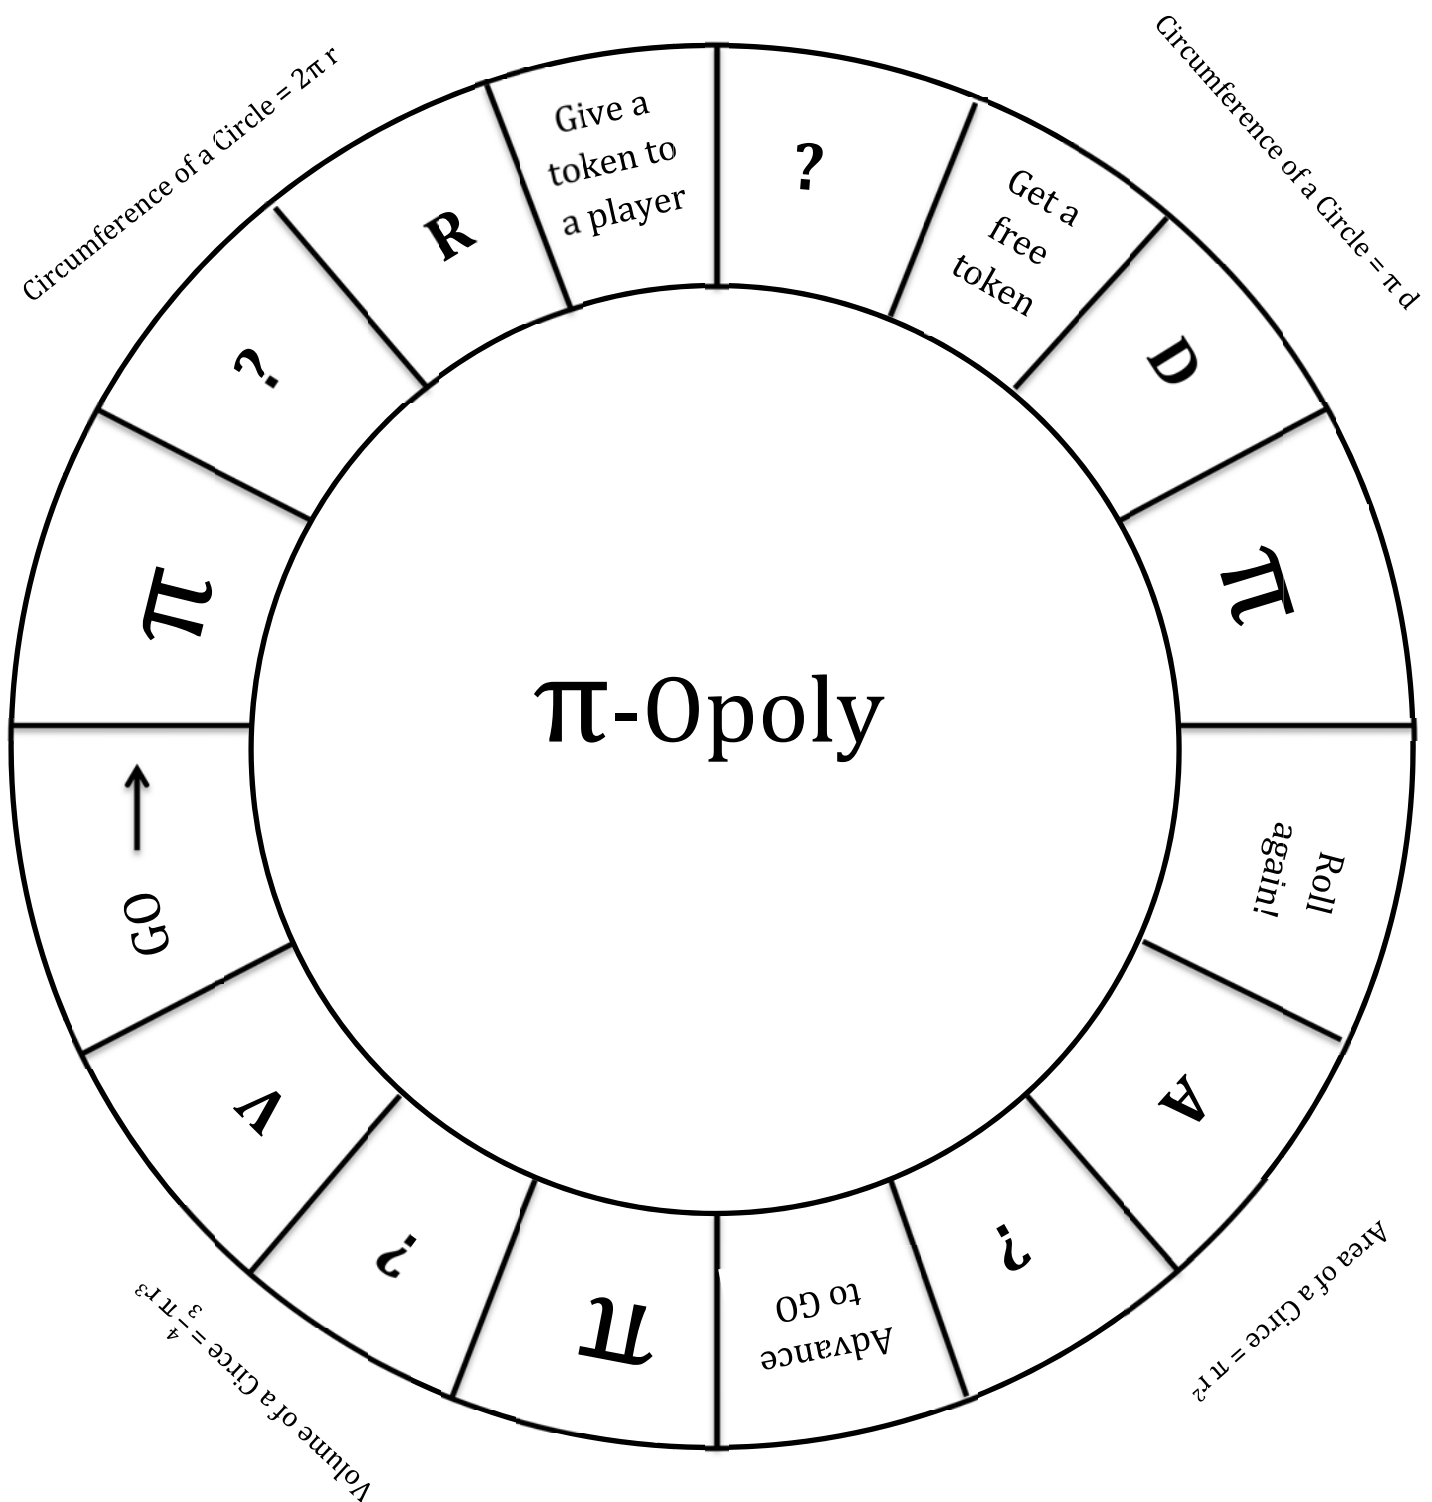 Circumference of a Circle = 2π r
Circumference of a Circle = π d
Give a
token to
a player
?
Get a
free
token
D
π
Roll
again!
A
?
Advance
to GO
π
?
V
GO
π
?
R
π-Opoly
Area of a Circe = π r²
Volume of a Circe = 4/3 π r³